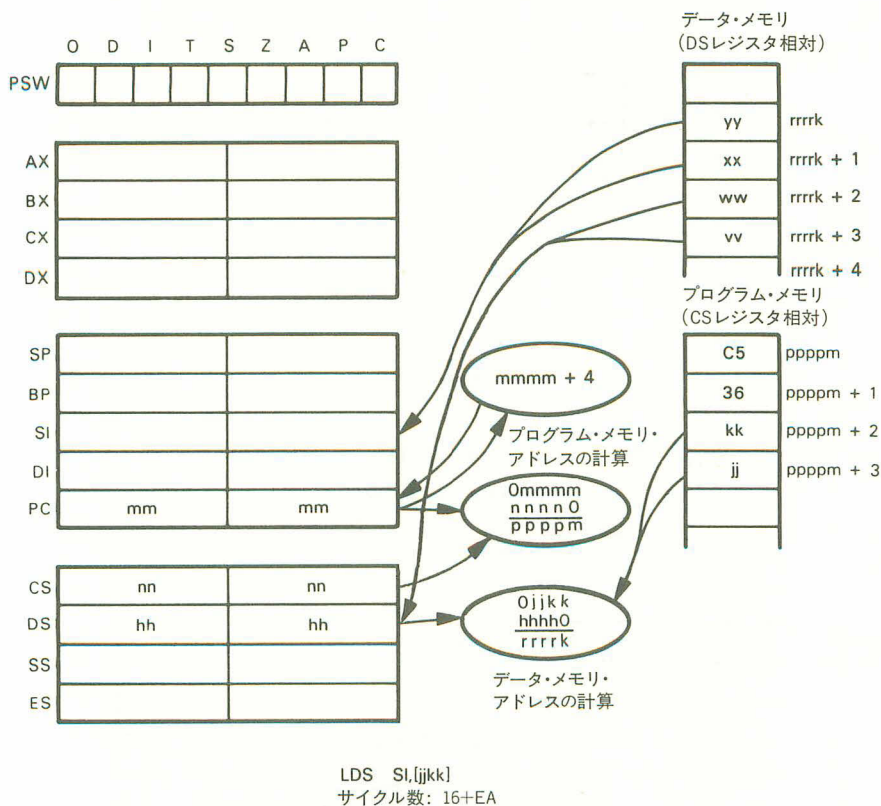 O D I T S Z A P C
PSW
AX
BX
CX
DX
SP
BP
SI
DI
PC mm mm
CS nn nn
DS hh hh
SS
ES
mmmm + 4
プログラム・メモリ・
アドレスの計算
0mmmm
nnnn0
ppppm
0jjkk
hhhh0
rrrrk
データ・メモリ・
アドレスの計算
データ・メモリ
(DSレジスタ相対)
yy rrrrk
xx rrrrk + 1
ww rrrrk + 2
vv rrrrk + 3
rrrrk + 4
プログラム・メモリ
(CSレジスタ相対)
C5 ppppm
36 ppppm + 1
kk ppppm + 2
jj ppppm + 3
LDS SI,[jjkk]
サイクル数: 16+EA